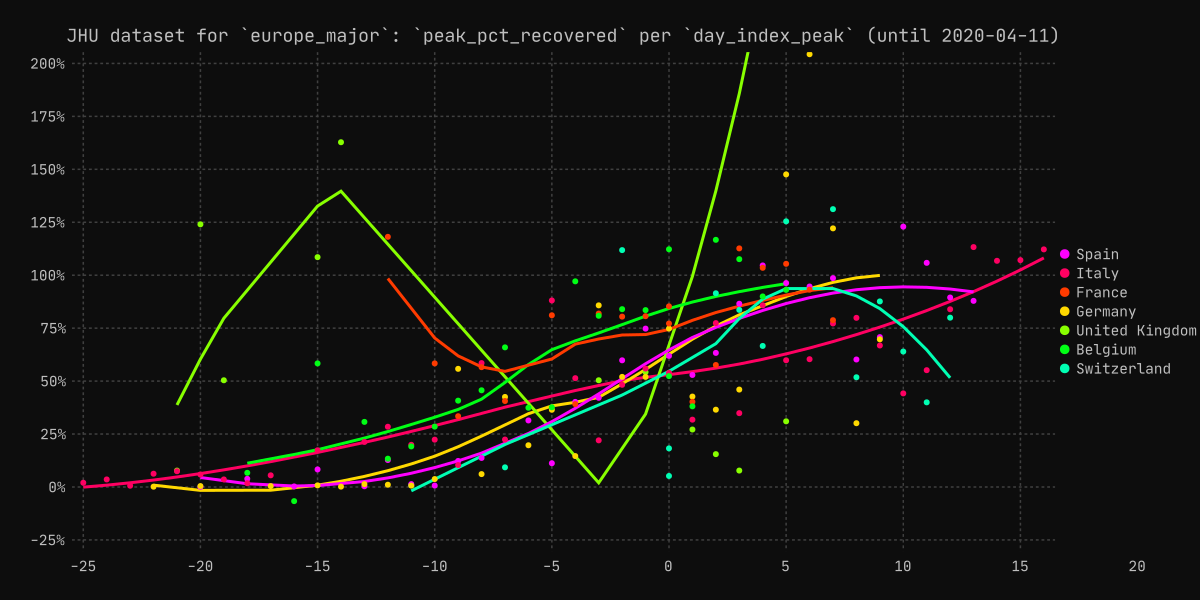 JHU dataset for `europe_major`: `peak_pct_recovered` per `day_index_peak` (until 2020-04-11)
200%
175%
150%
125%
100%
75%
50%
25%
0%
−25%
−25 −20 −15 −10 −5 0 5 10 15 20
Spain
Italy
France
Germany
United Kingdom
Belgium
Switzerland